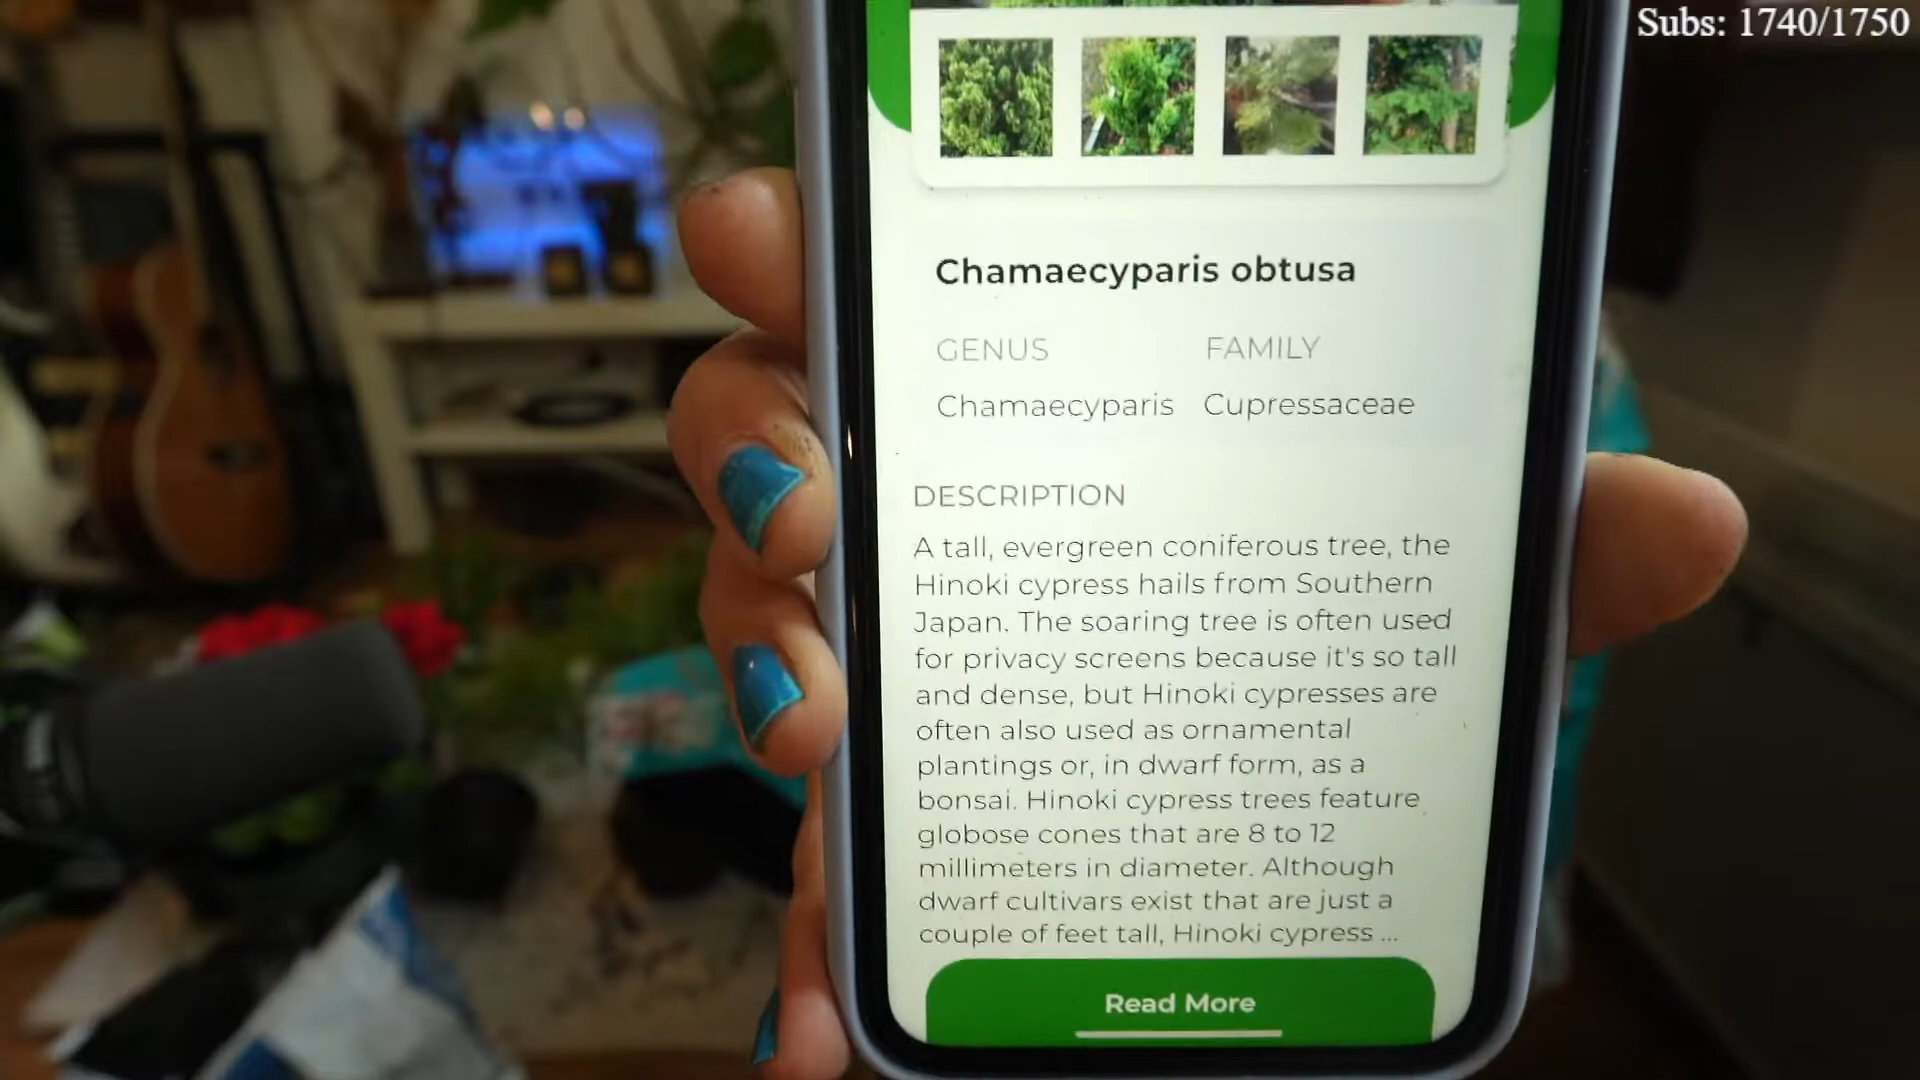 Subs: 1740/1750
Chamaecyparis obtusa
GENUS FAMILY
Chamaecyparis Cupressaceae
DESCRIPTION
A tall, evergreen coniferous tree, the
Hinoki cypress hails from Southern
Japan. The soaring tree is often used
for privacy screens because it's so tall
and dense, but Hinoki cypresses are
often also used as ornamental
plantings or, in dwarf form, as a
bonsai. Hinoki cypress trees feature
globose cones that are 8 to 12
millimeters in diameter. Although
dwarf cultivars exist that are just a
couple of feet tall, Hinoki cypress ...
Read More